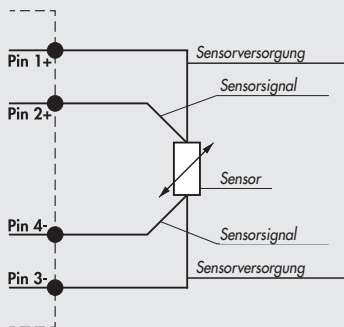 Sensorversorgung
Pin 1+
Sensorsignal
Pin 2+
Sensor
Pin 4-
Sensorsignal
Sensorversorgung
Pin 3-